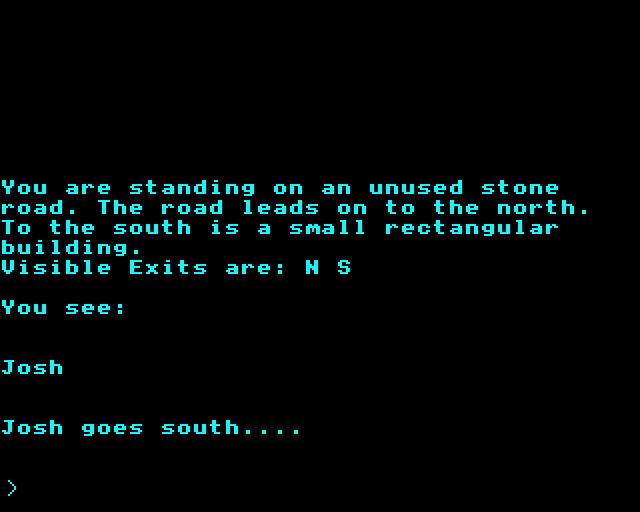 You are standing on an unused stone
road. The road leads on to the north.
To the south is a small rectangular
building.
Visible Exits are: N S
You see:
Josh
Josh goes south....
>